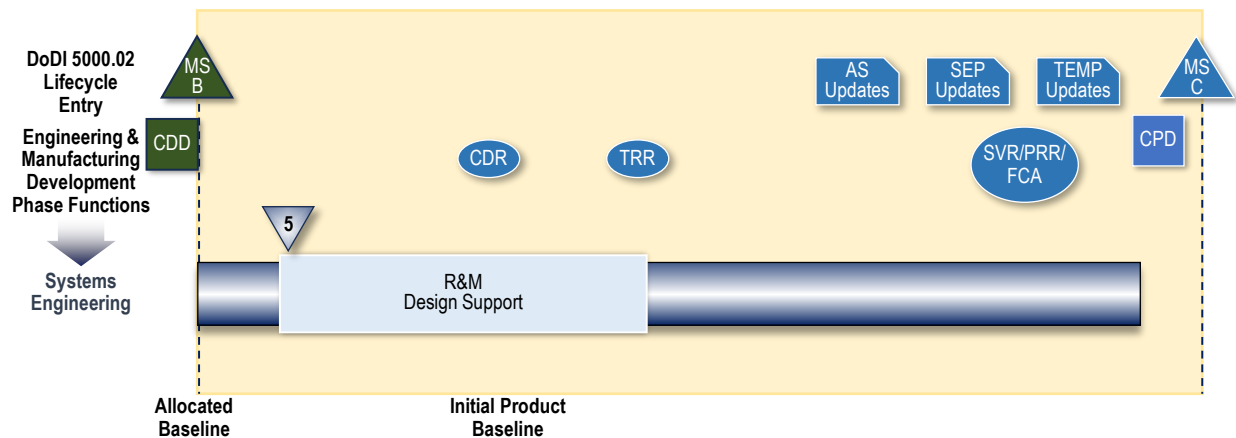 DoDI 5000.02
Lifecycle
Entry
Engineering &
Manufacturing
Development
Phase Functions
Systems
Engineering
MS
B
CDD
AS
Updates
SEP
Updates
TEMP
Updates
MS
C
CDR
TRR
SVR/PRR/
FCA
CPD
5
R&M
Design Support
Allocated
Baseline
Initial Product
Baseline